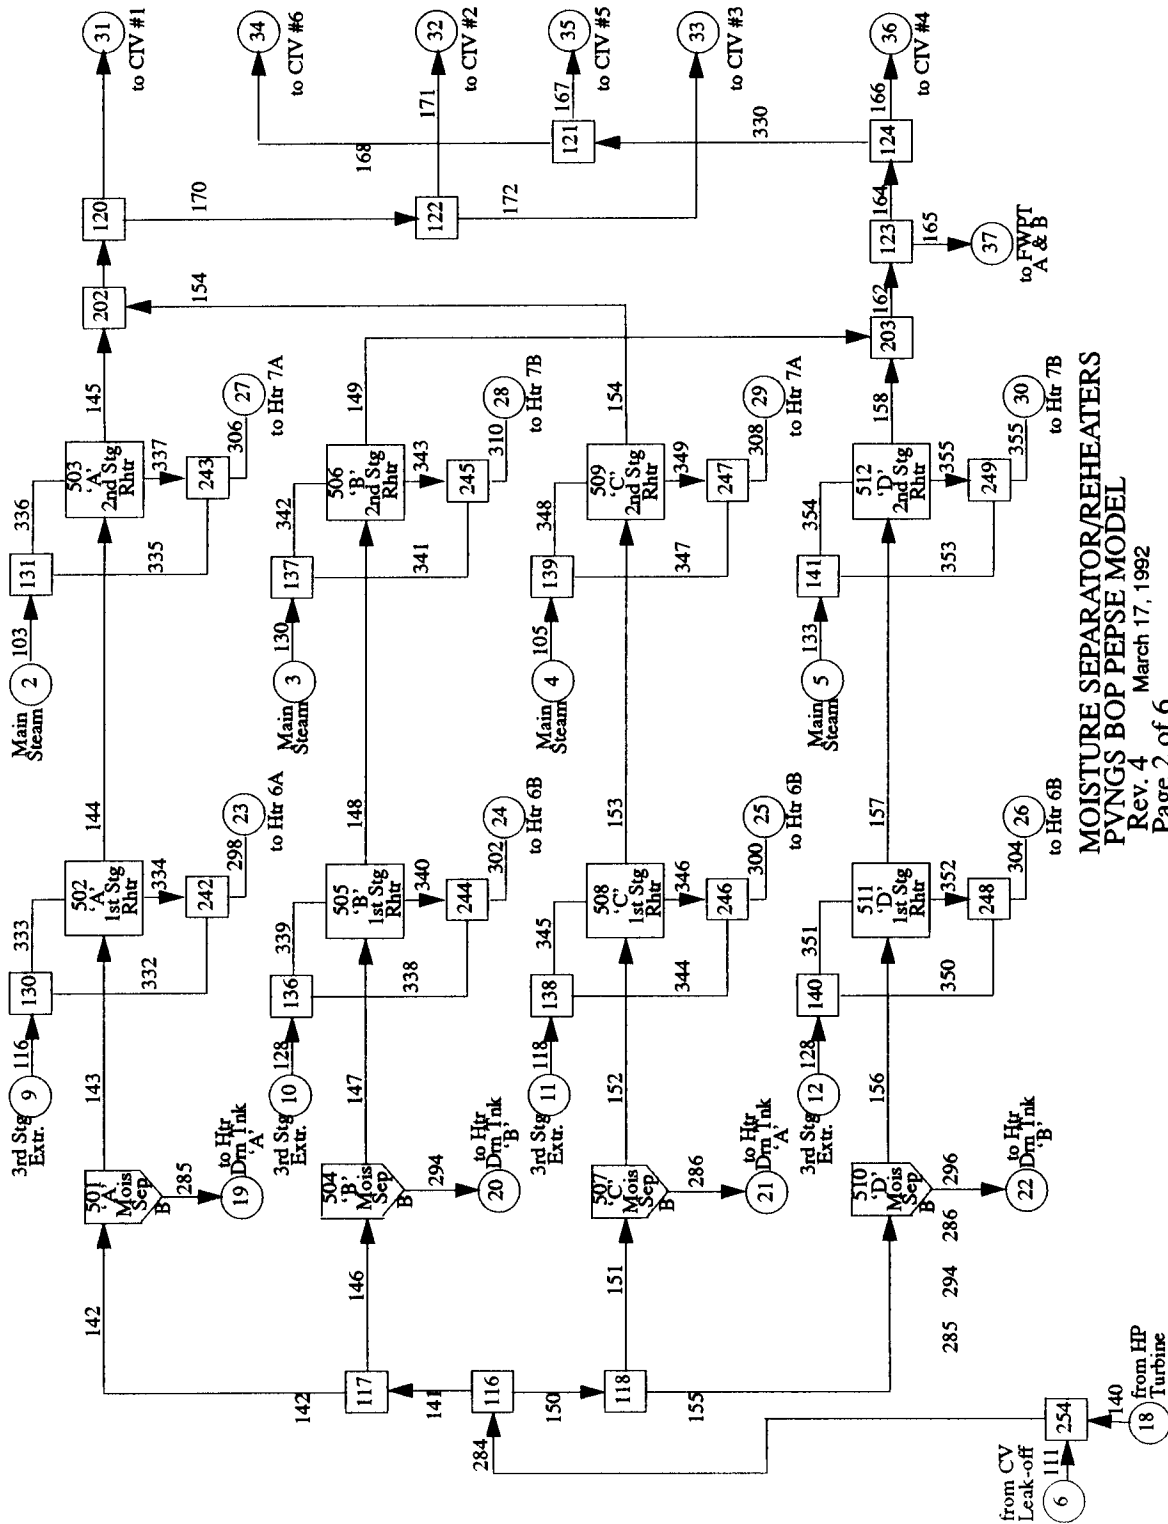 31
to CIV #1
34
to CIV #6
32
to CIV #2
35
to CIV #5
33
to CIV #3
36
to CIV #4
171
167
166
168
121
330
124
120
170
122
172
164
123
165
37
to FWPT
A & B
202
154
162
203
145
149
154
158
27
to Htr 7A
28
to Htr 7B
29
to Htr 7A
30
to Htr 7B
336
503
'A'
2nd Stg
Rhtr
337
243
306
342
506
'B'
2nd Stg
Rhtr
343
245
310
348
509
'C'
2nd Stg
Rhtr
349
247
308
354
512
'D'
2nd Stg
Rhtr
355
249
355
131
335
137
341
139
347
141
353
103
2
Main
Steam
130
3
Main
Steam
105
4
Main
Steam
133
5
Main
Steam
144
148
153
157
23
to Htr 6A
24
to Htr 6B
25
to Htr 6B
26
to Htr 6B
333
502
'A'
1st Stg
Rhtr
334
242
298
339
505
'B'
1st Stg
Rhtr
340
244
302
345
508
'C'
1st Stg
Rhtr
346
246
300
351
511
'D'
1st Stg
Rhtr
352
248
304
130
332
136
338
138
344
140
350
116
9
3rd Stg
Extr.
128
10
3rd Stg
Extr.
118
11
3rd Stg
Extr.
128
12
3rd Stg
Extr.
143
147
152
156
501
'A'
Mois
Sep
B
285
19
to Htr
Drn Tnk
'A'
504
'B'
Mois
Sep
B
294
20
to Htr
Drn Tnk
'B'
507
'C'
Mois
Sep
B
286
21
to Htr
Drn Tnk
'A'
510
'D'
Mois
Sep
B
296
22
to Htr
Drn Tnk
'B'
142
146
151
285 294 286
142
117
141
116
150
118
155
284
254
140
18
from HP
Turbine
111
6
from CV
Leak-off
MOISTURE SEPARATOR/REHEATERS
PVNGS BOP PEPSE MODEL
Rev. 4 March 17, 1992
Page 2 of 6